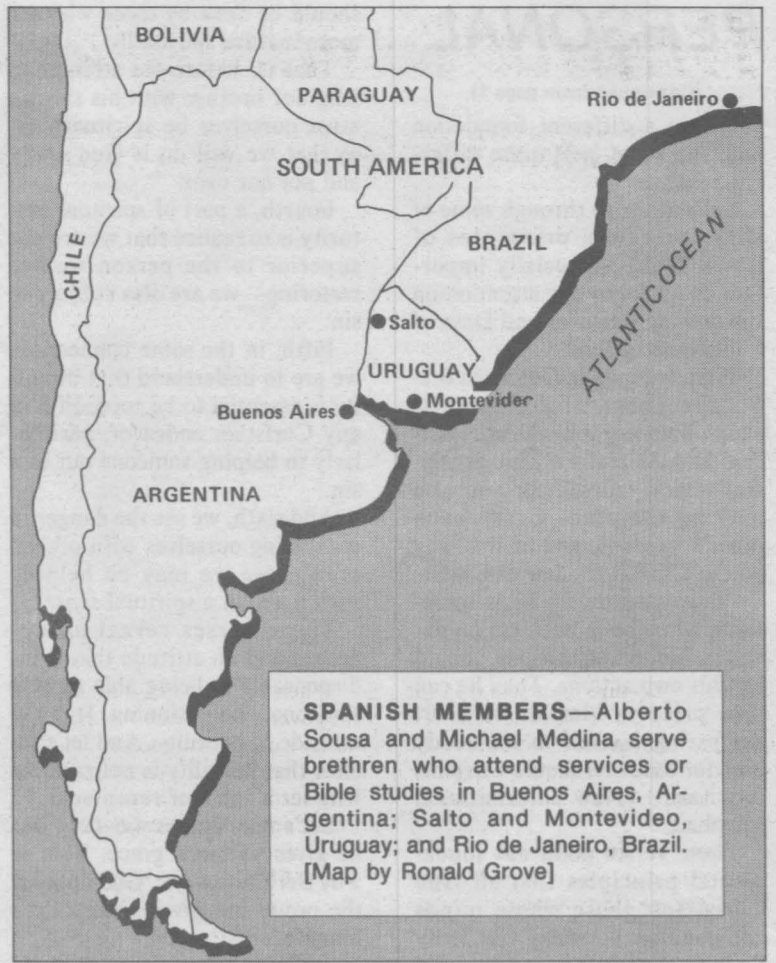 BOLIVIA
PARAGUAY
Rio de Janeiro
SOUTH AMERICA
BRAZIL
CHILE
ATLANTIC OCEAN
Salto
URUGUAY
Montevideo
Buenos Aires
ARGENTINA
SPANISH MEMBERS—Alberto
Sousa and Michael Medina serve
brethren who attend services or
Bible studies in Buenos Aires, Ar-
gentina; Salto and Montevideo,
Uruguay; and Rio de Janeiro, Brazil.
[Map by Ronald Grove]